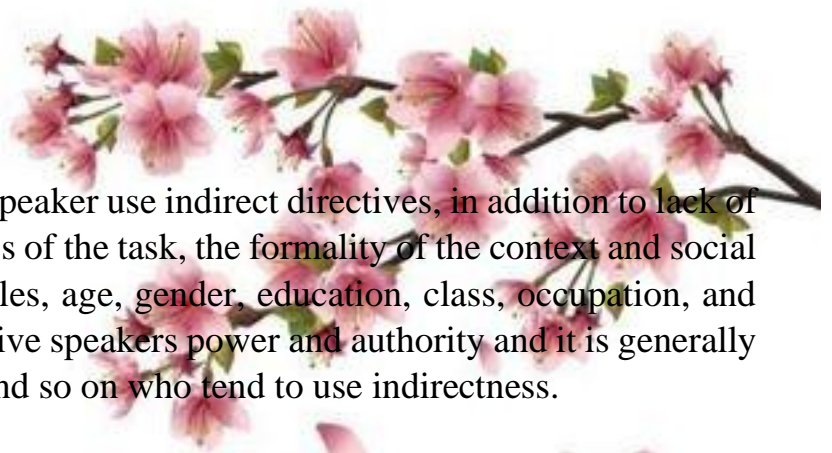 peaker use indirect directives, in addition to lack of
s of the task, the formality of the context and social
les, age, gender, education, class, occupation, and
ive speakers power and authority and it is generally
nd so on who tend to use indirectness.